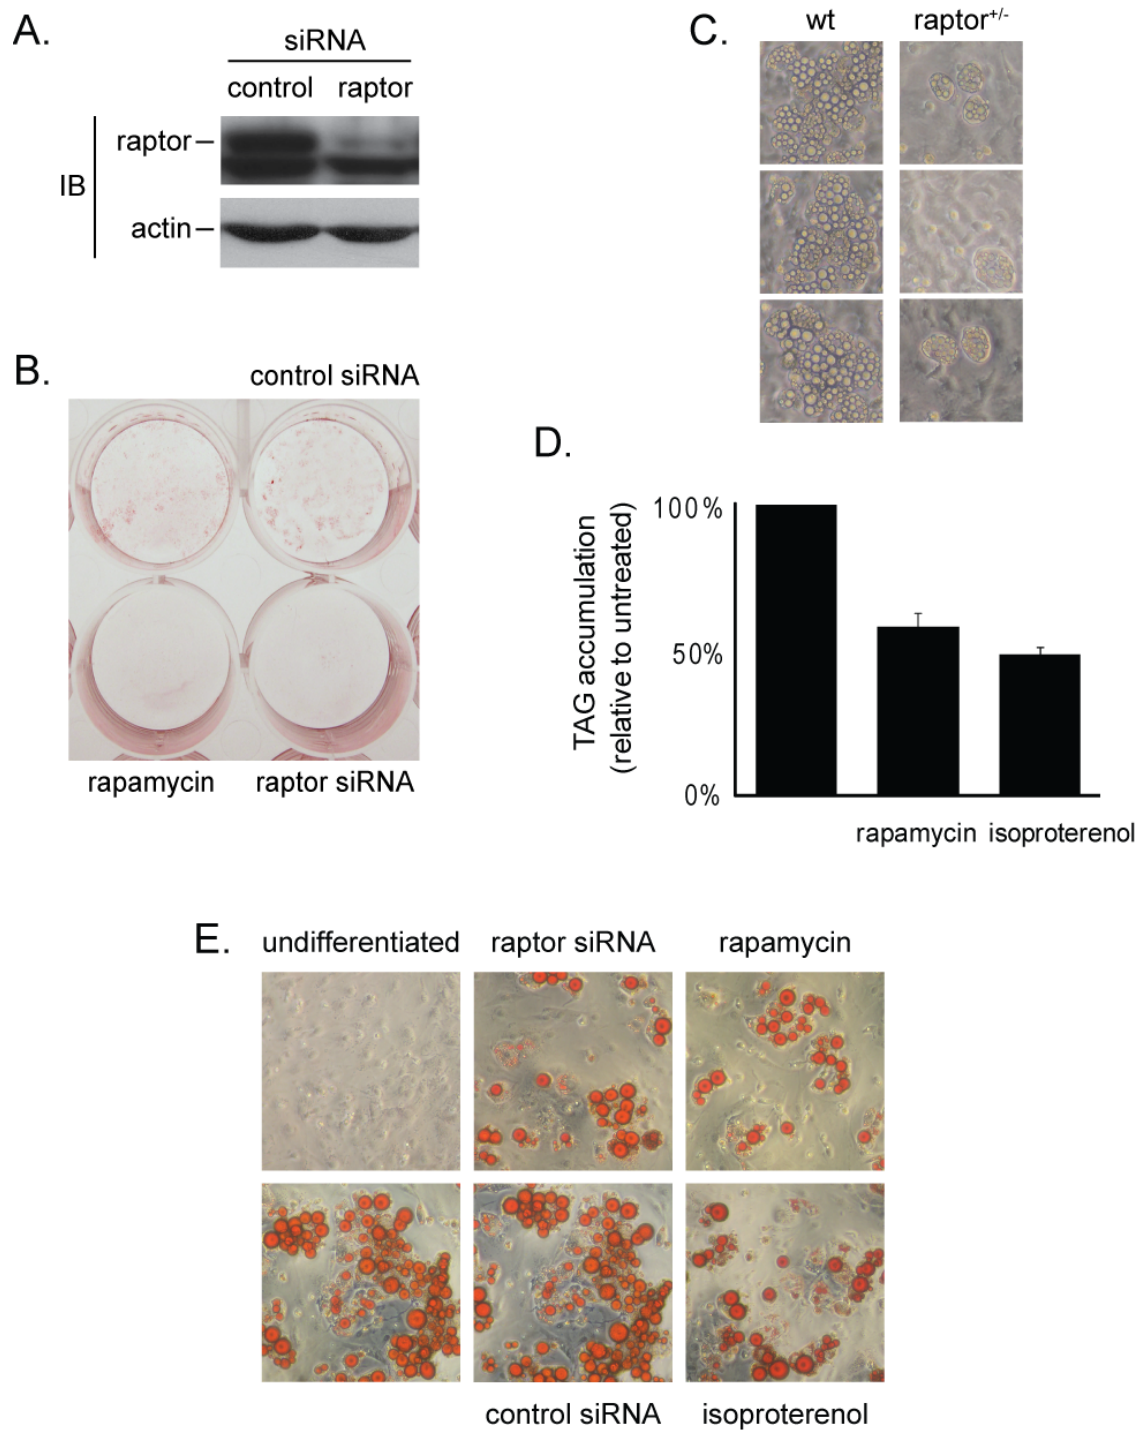 A.
siRNA
control raptor
IB
raptor
actin
B.
control siRNA
rapamycin raptor siRNA
C.
wt raptor+/-
D.
TAG accumulation
(relative to untreated)
100%
50%
0%
rapamycin isoproterenol
E.
undifferentiated raptor siRNA rapamycin
control siRNA isoproterenol